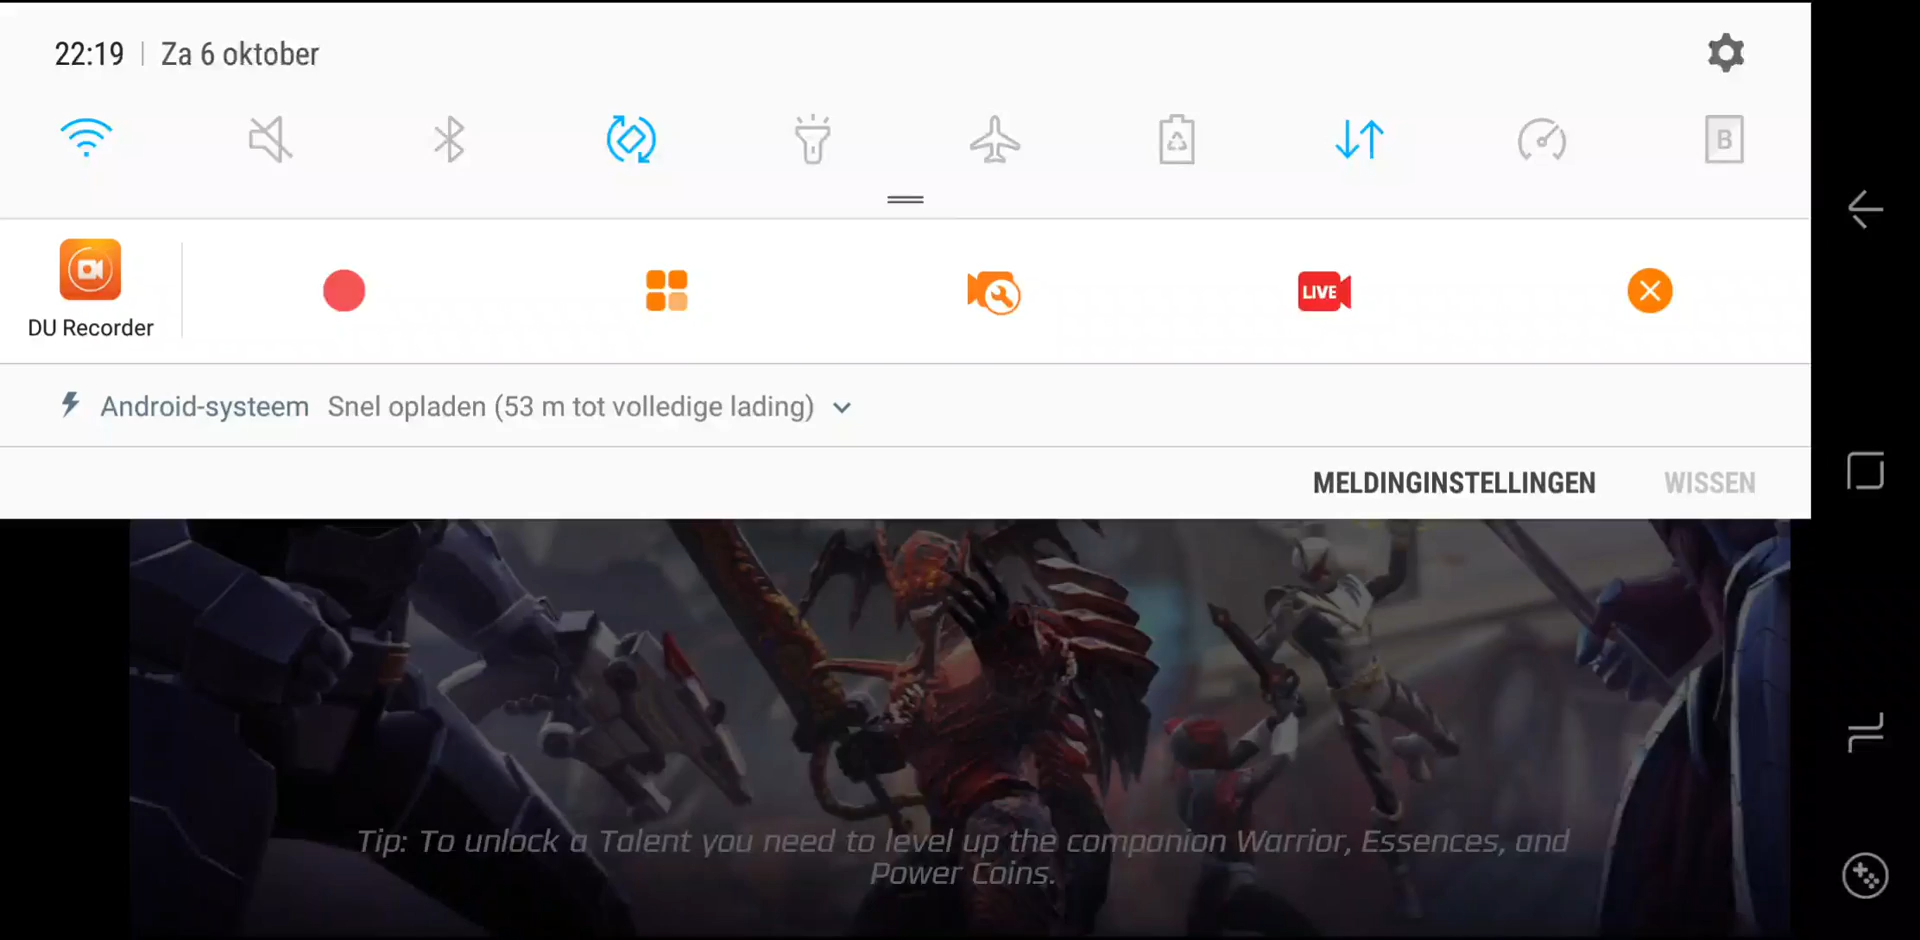 22:19 | Za 6 oktober
B
LIVE
DU Recorder
Android-systeem Snel opladen (53 m tot volledige lading)
MELDINGINSTELLINGEN WISSEN
Tip: To unlock a Talent you need to level up the companion Warrior, Essences, and
Power Coins.